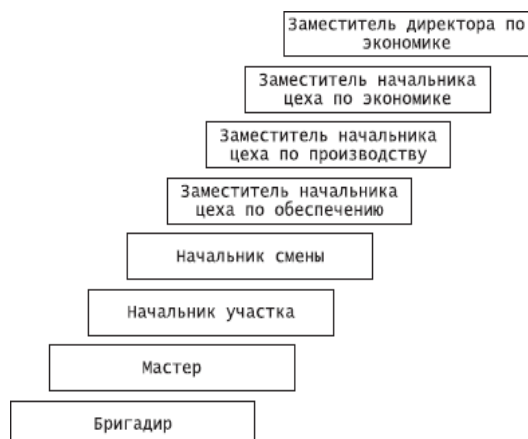 Заместитель директора по
экономике
Заместитель начальника
цеха по экономике
Заместитель начальника
цеха по производству
Заместитель начальника
цеха по обеспечению
Начальник смены
Начальник участка
Мастер
Бригадир